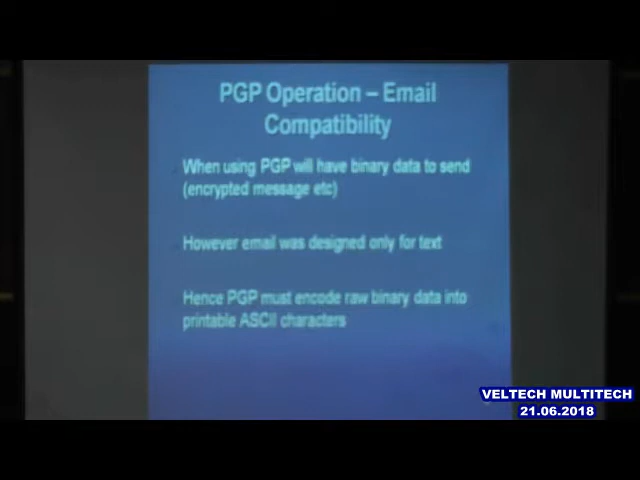 PGP Operation – Email
Compatibility
When using PGP will have binary data to send
(encrypted message etc)
However email was designed only for text
Hence PGP must encode raw binary data into
printable ASCII characters
VELTECH MULTITECH
21.06.2018